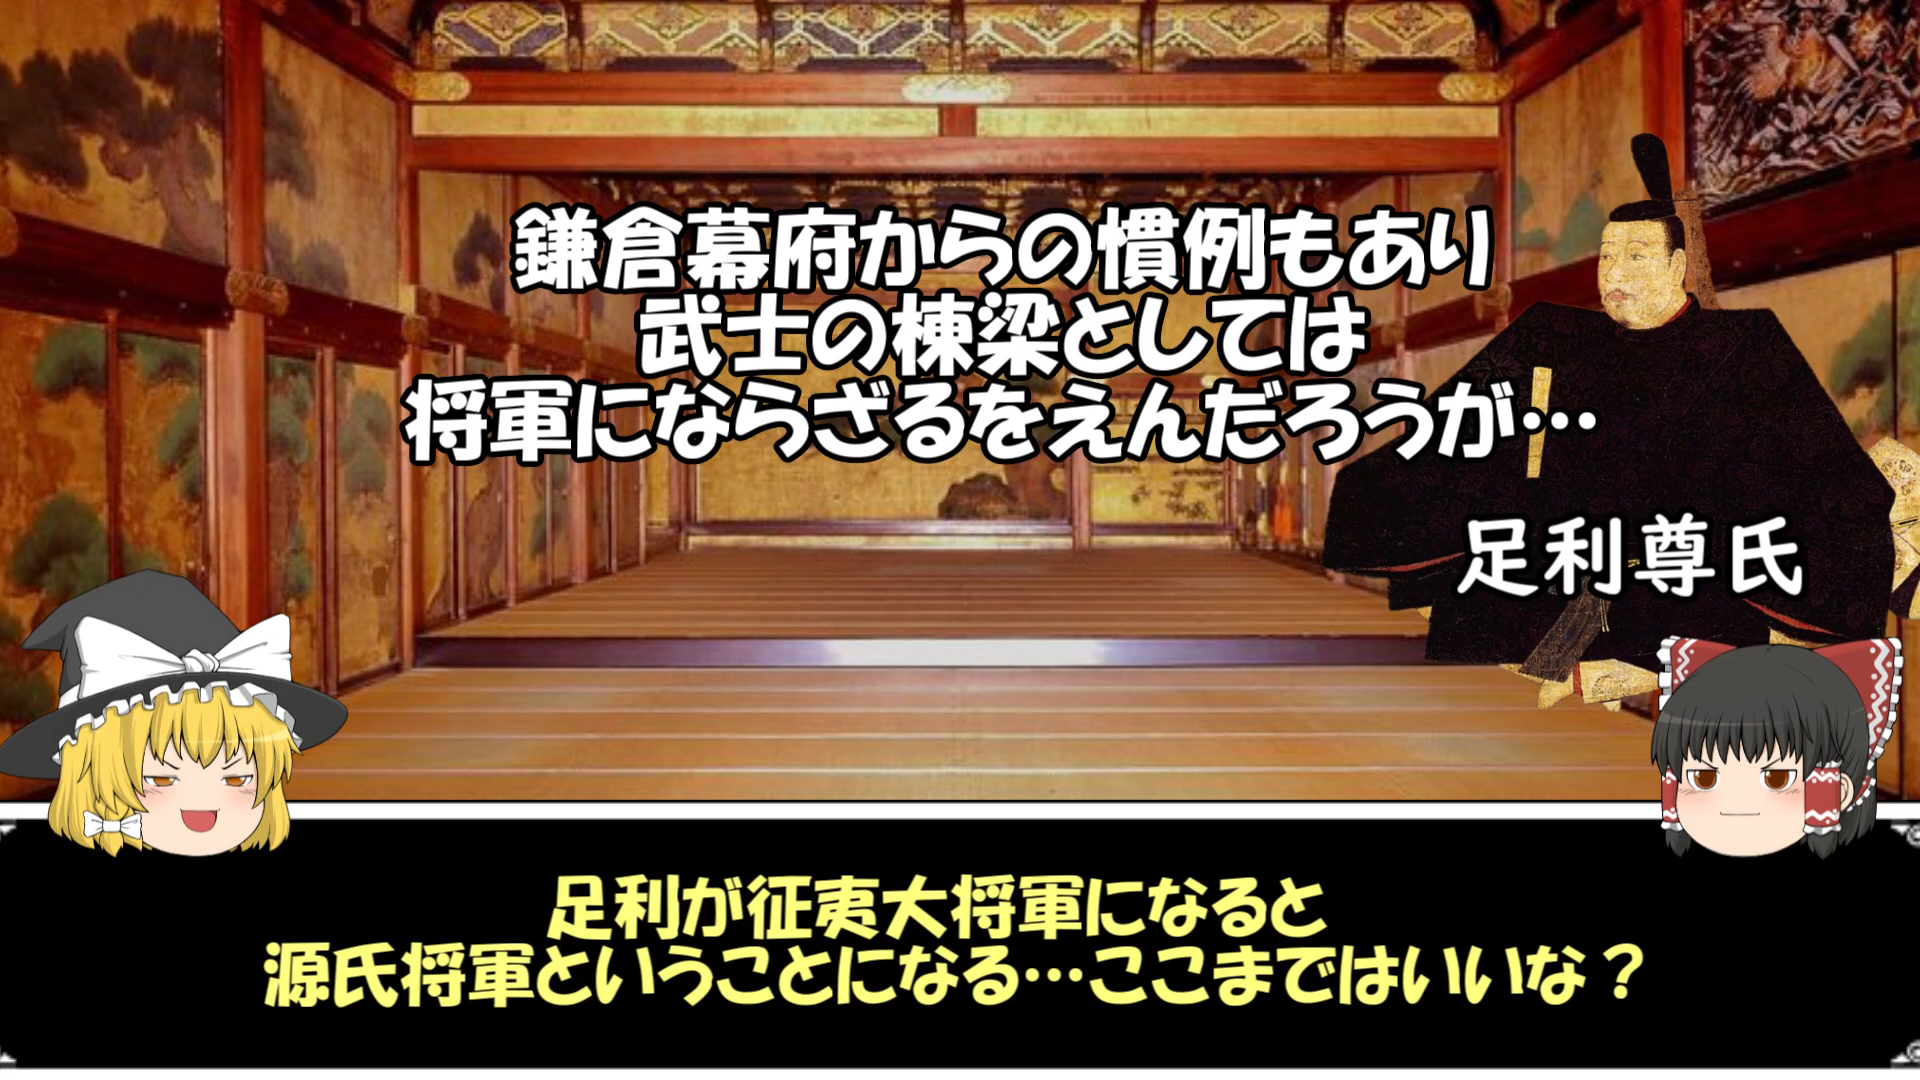 鎌倉幕府からの慣例もあり
武士の棟梁としては
将軍にならざるをえんだろうが…
足利尊氏
足利が征夷大将軍になると
源氏将軍ということになる…ここまではいいな？